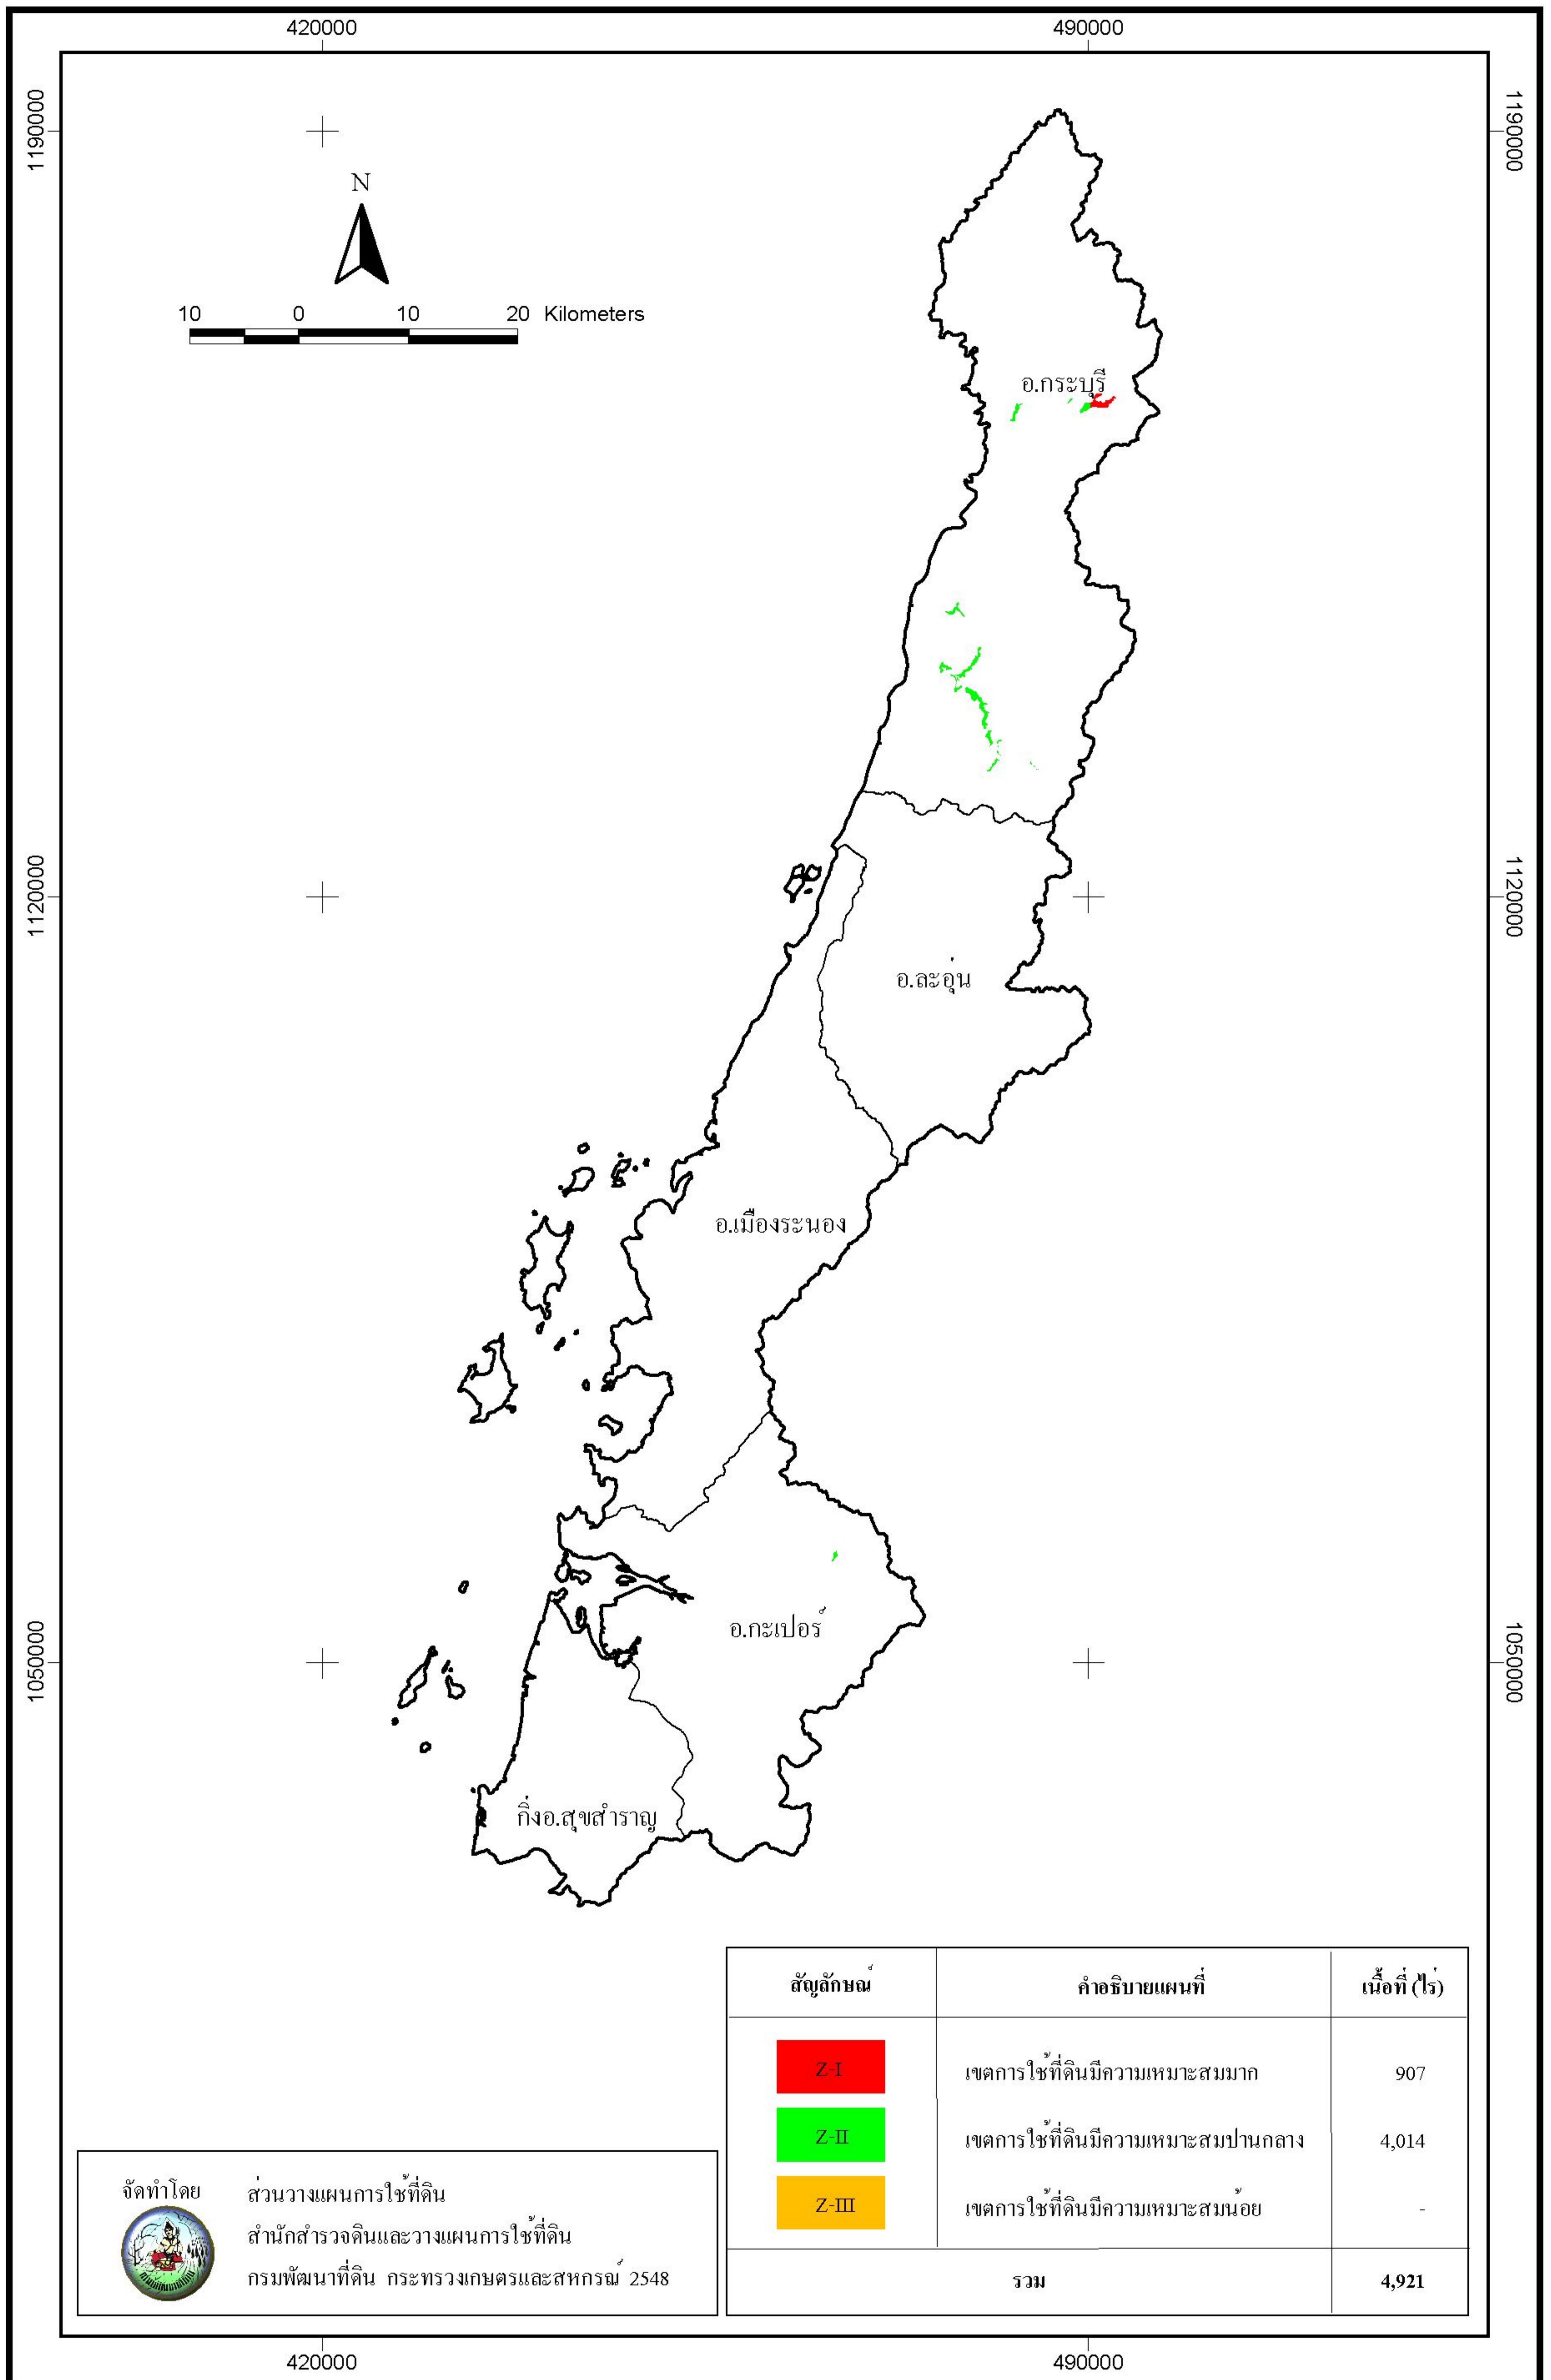 420000 490000
1190000 1190000
N
10 0 10 20 Kilometers
อ.กระบุรี
1120000 1120000
อ.ละอุ่น
อ.เมืองระนอง
อ.กะเปอร์
1050000 1050000
กิ่งอ.สุขสำราญ
สัญลักษณ์ คำอธิบายแผนที่ เนื้อที่ (ไร่)
Z-I เขตการใช้ที่ดินมีความเหมาะสมมาก 907
Z-II เขตการใช้ที่ดินมีความเหมาะสมปานกลาง 4,014
Z-III เขตการใช้ที่ดินมีความเหมาะสมน้อย -
รวม 4,921
จัดทำโดย ส่วนวางแผนการใช้ที่ดิน
สำนักสำรวจดินและวางแผนการใช้ที่ดิน
กรมพัฒนาที่ดิน กระทรวงเกษตรและสหกรณ์ 2548
420000 490000